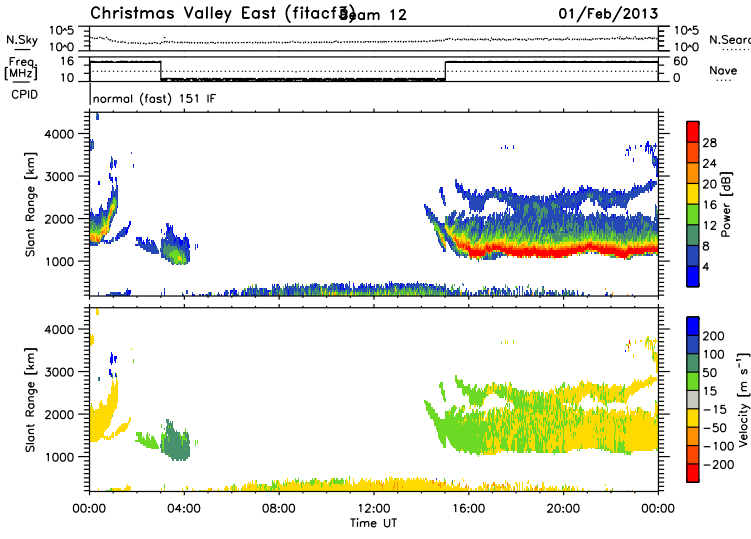 Christmas Valley East (fitacf3) Beam 12 01/Feb/2013
N.Sky 10^5 10^0 10^5 10^0 N.Searc
Freq. [MHz] 16 10 60 0 Nave
CPID normal (fast) 151 IF
4000
3000
2000
1000
Slant Range [km]
28
24
20
16
12
8
4
Power [dB]
4000
3000
2000
1000
Slant Range [km]
200
100
50
15
-15
-50
-100
-200
Velocity [m s⁻¹]
00:00 04:00 08:00 12:00 16:00 20:00 00:00
Time UT